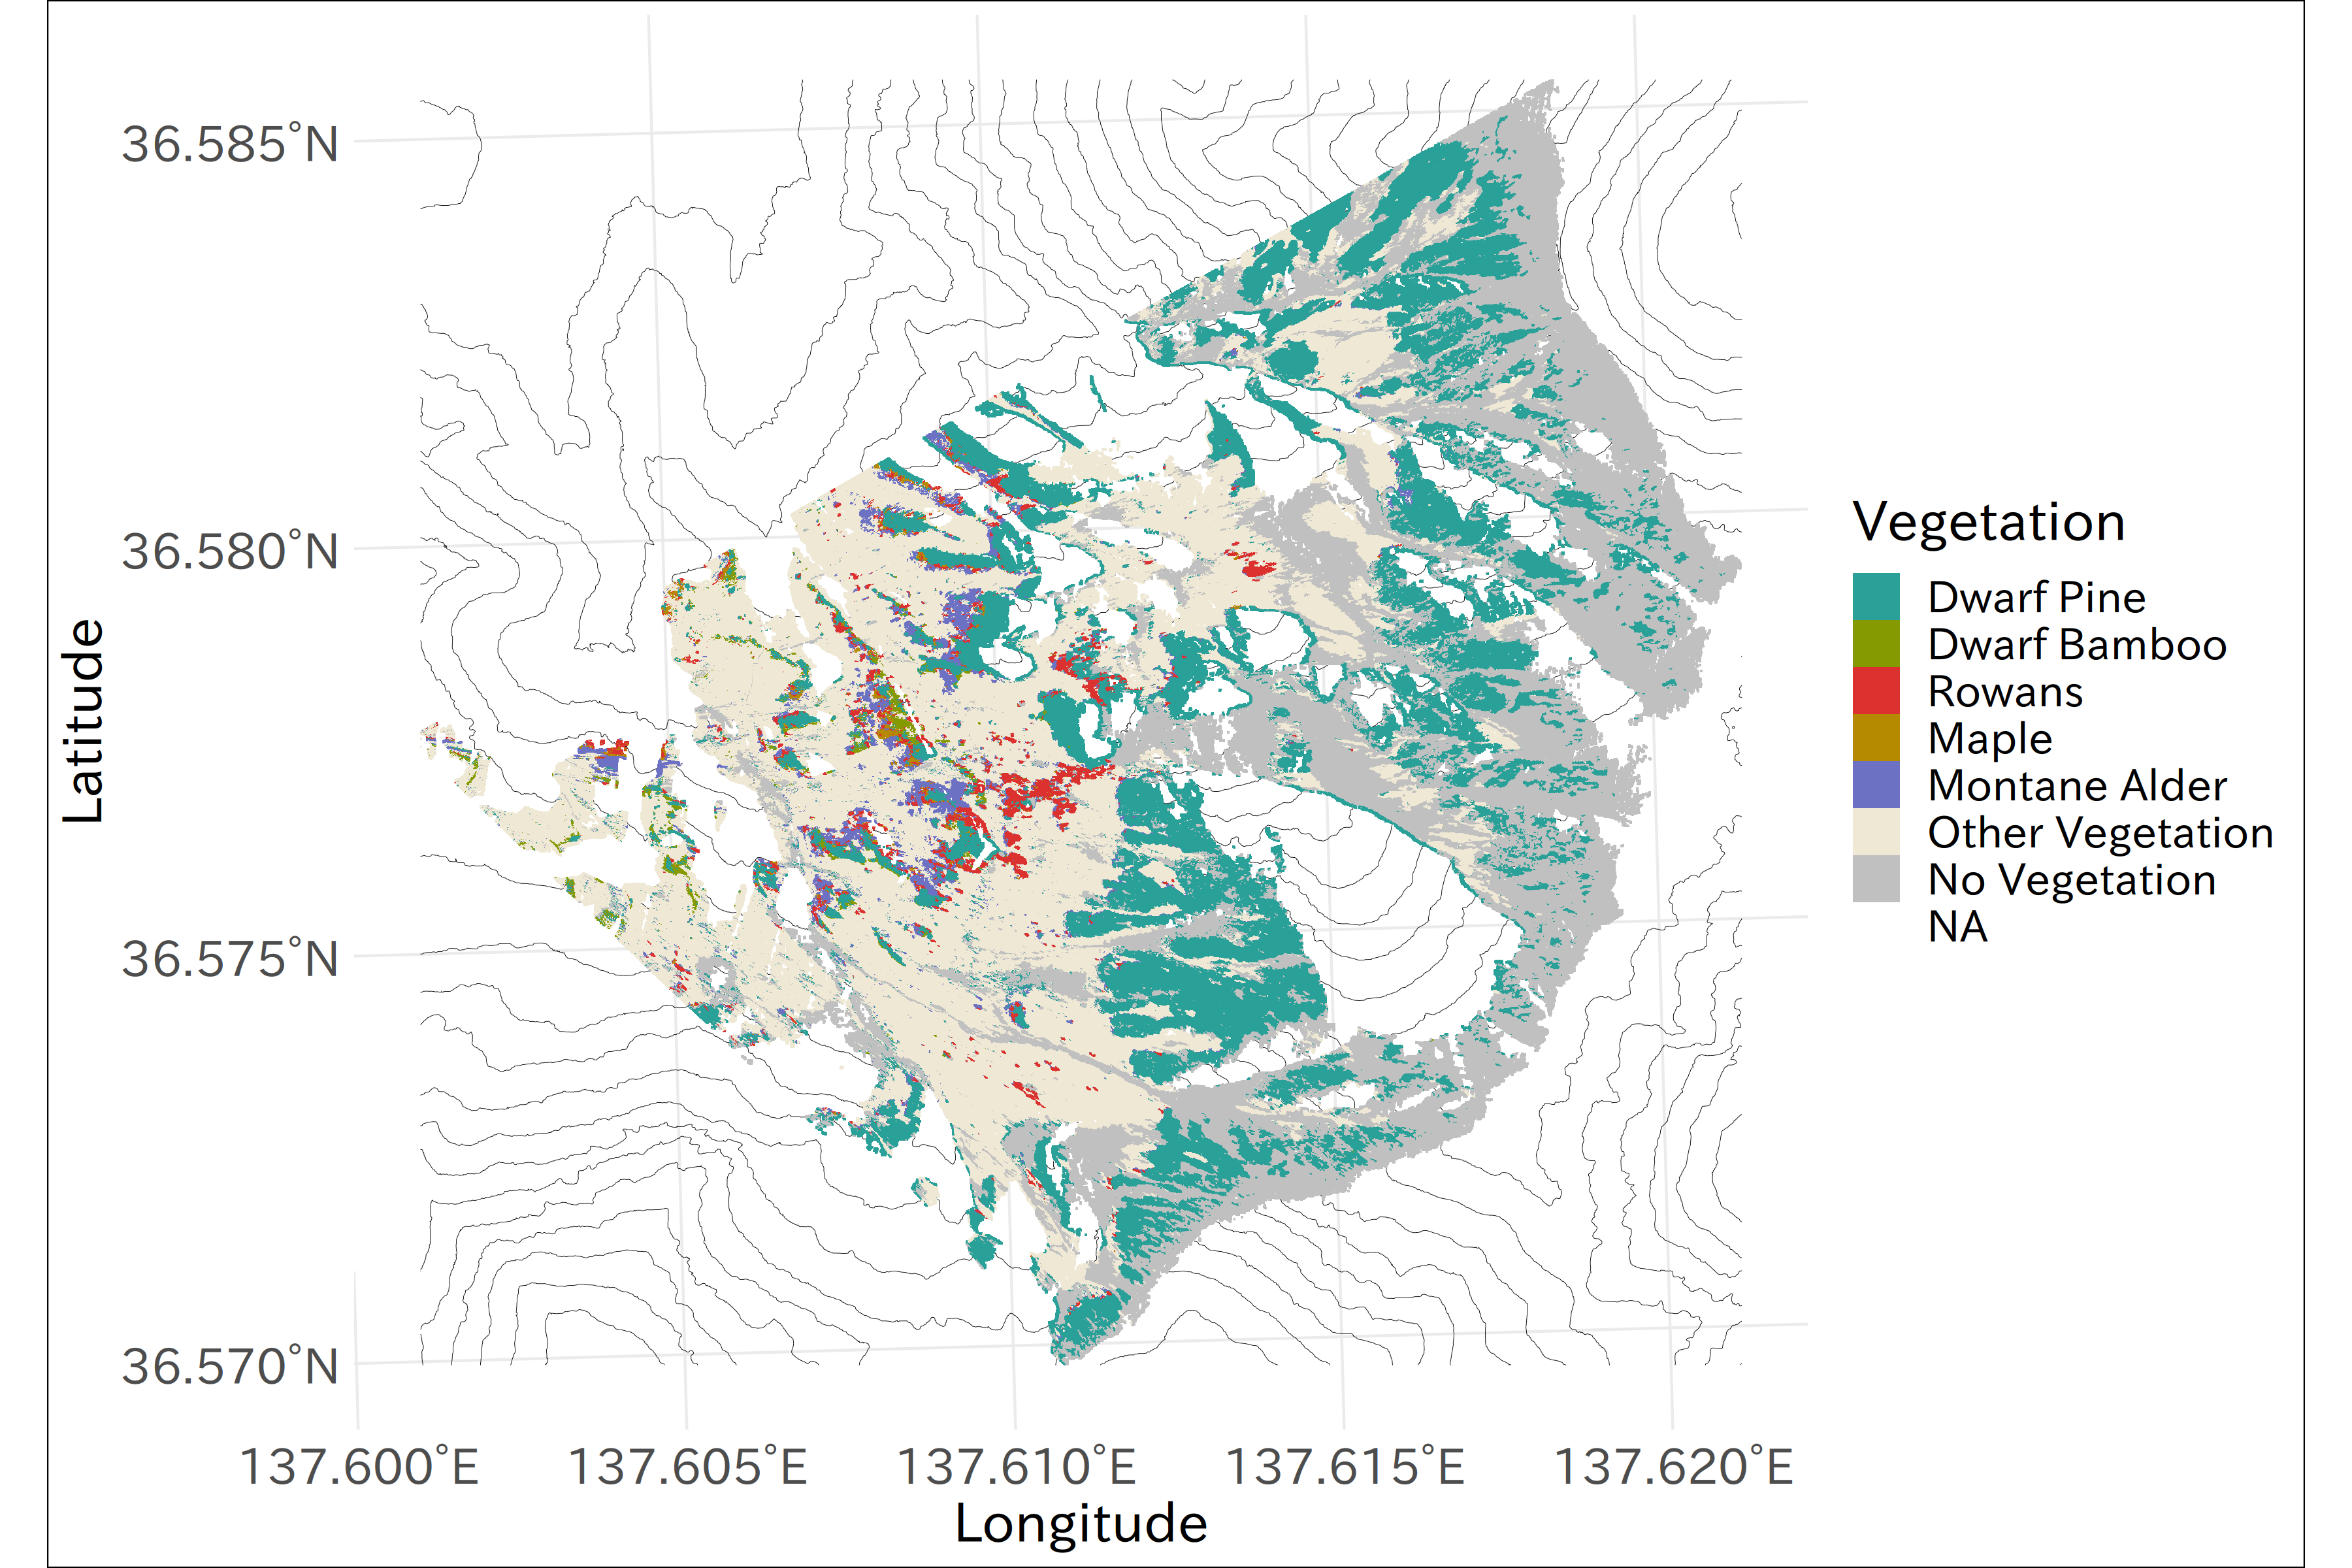 36.585°N
36.580°N
36.575°N
36.570°N
Latitude
137.600°E 137.605°E 137.610°E 137.615°E 137.620°E
Longitude
Vegetation
Dwarf Pine
Dwarf Bamboo
Rowans
Maple
Montane Alder
Other Vegetation
No Vegetation
NA